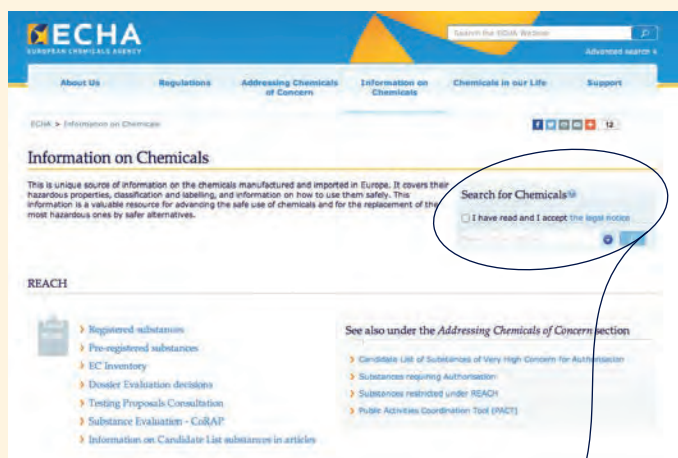 ECHA
EUROPEAN CHEMICALS AGENCY
Search the ECHA Website
Advanced search
About Us
Regulations
Addressing Chemicals of Concern
Information on Chemicals
Chemicals in our Life
Support
ECHA > Information on Chemicals
12
Information on Chemicals
This is unique source of information on the chemicals manufactured and imported in Europe. It covers their
hazardous properties, classification and labelling, and information on how to use them safely. This
information is a valuable resource for advancing the safe use of chemicals and for the replacement of the
most hazardous ones by safer alternatives.
Search for Chemicals
I have read and I accept the legal notice
REACH
> Registered substances
> Pre-registered substances
> EC Inventory
> Dossier Evaluation decisions
> Testing Proposals Consultation
> Substance Evaluation - CoRAP
> Information on Candidate List substances in articles
See also under the Addressing Chemicals of Concern section
> Candidate List of Substances of Very High Concern for Authorisation
> Substances requiring Authorisation
> Substances restricted under REACH
> Public Activities Coordination Tool (PACT)